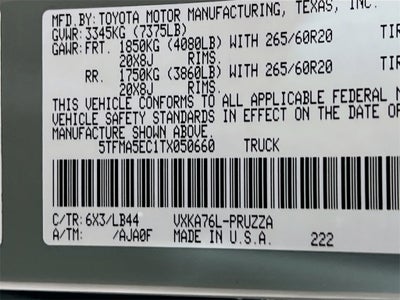 MFD.BY:TOYOTA MOTOR MANUFACTURING, TEXAS, INC.
GVWR:3345KG (7375LB)
GAWR:FRT. 1850KG (4080LB) WITH 265/60R20 TIR
20X8J RIMS.
RR. 1750KG (3860LB) WITH 265/60R20 TIR
20X8J RIMS.
THIS VEHICLE CONFORMS TO ALL APPLICABLE FEDERAL M
VEHICLE SAFETY STANDARDS IN EFFECT ON THE DATE OF
MANUFACTURE SHOWN ABOVE.
5TFMA5EC1TX050660 TRUCK
C/TR: 6X3/LB44 VXKA76L-PRUZZA
A/TM: /AJA0F MADE IN U.S.A. 222